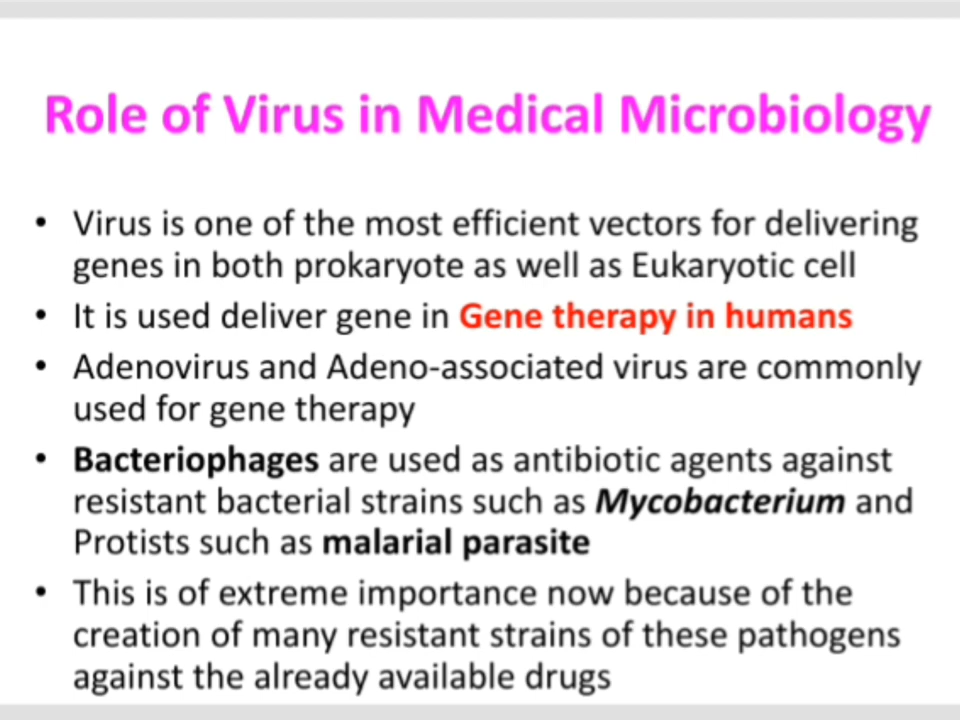 Role of Virus in Medical Microbiology
• Virus is one of the most efficient vectors for delivering
genes in both prokaryote as well as Eukaryotic cell
• It is used deliver gene in Gene therapy in humans
• Adenovirus and Adeno-associated virus are commonly
used for gene therapy
• Bacteriophages are used as antibiotic agents against
resistant bacterial strains such as Mycobacterium and
Protists such as malarial parasite
• This is of extreme importance now because of the
creation of many resistant strains of these pathogens
against the already available drugs